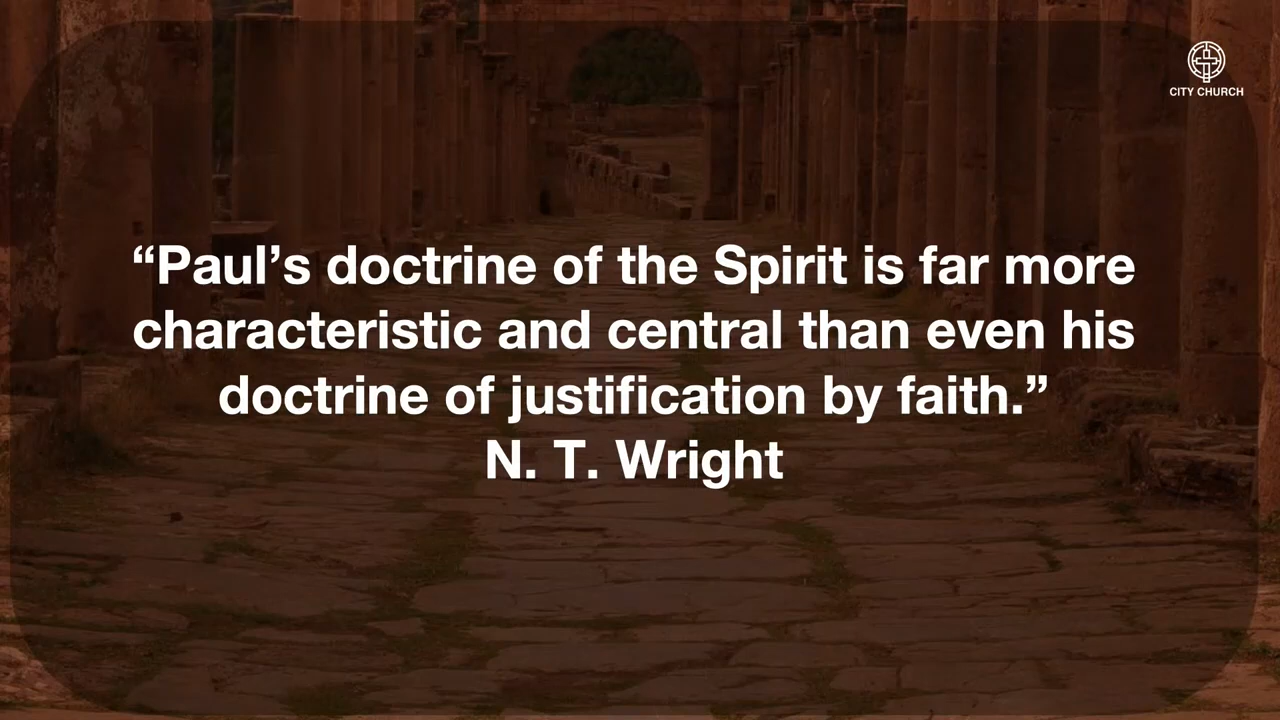 CITY CHURCH
“Paul’s doctrine of the Spirit is far more
characteristic and central than even his
doctrine of justification by faith.”
N. T. Wright